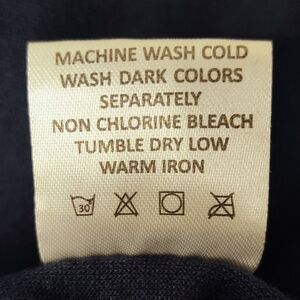 MACHINE WASH COLD
WASH DARK COLORS
SEPARATELY
NON CHLORINE BLEACH
TUMBLE DRY LOW
WARM IRON
30